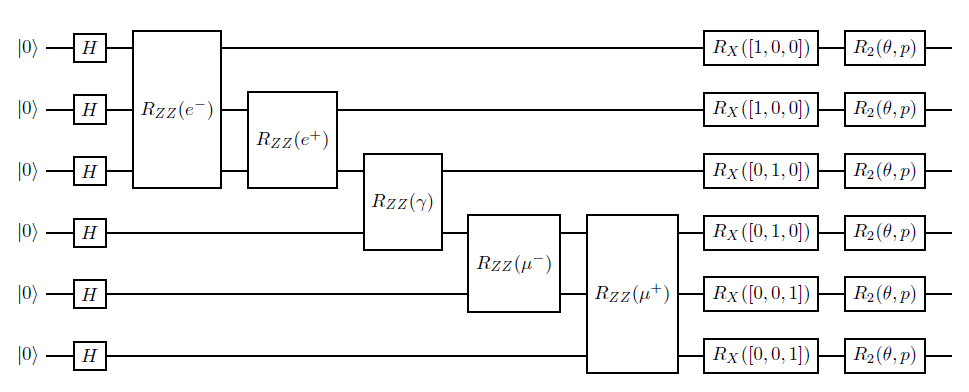 |0⟩ H R_{ZZ}(e^-) R_X([1, 0, 0]) R_2(θ, p)
|0⟩ H R_{ZZ}(e^+) R_X([1, 0, 0]) R_2(θ, p)
|0⟩ H R_{ZZ}(γ) R_X([0, 1, 0]) R_2(θ, p)
|0⟩ H R_{ZZ}(μ^-) R_X([0, 1, 0]) R_2(θ, p)
|0⟩ H R_{ZZ}(μ^+) R_X([0, 0, 1]) R_2(θ, p)
|0⟩ H R_X([0, 0, 1]) R_2(θ, p)